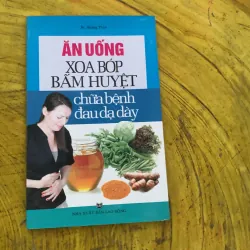 ĂN UỐNG
XOA BÓP
BẤM HUYỆT
chữa bệnh
đau dạ dày